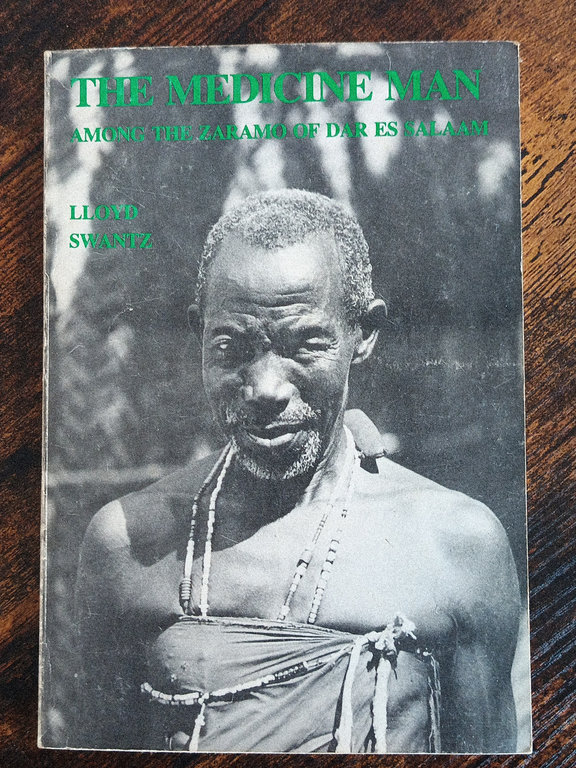 THE MEDICINE MAN
AMONG THE ZARAMO OF DAR ES SALAAM
LLOYD
SWANTZ